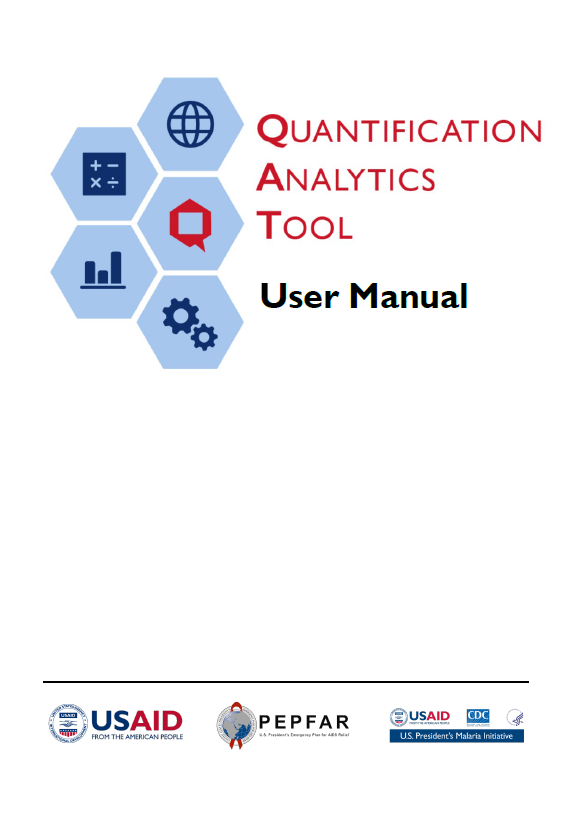 QUANTIFICATION
ANALYTICS
TOOL
User Manual
USAID
FROM THE AMERICAN PEOPLE
PEPFAR
U.S. President's Emergency Plan for AIDS Relief
USAID
FROM THE AMERICAN PEOPLE
CDC
U.S. President's Malaria Initiative